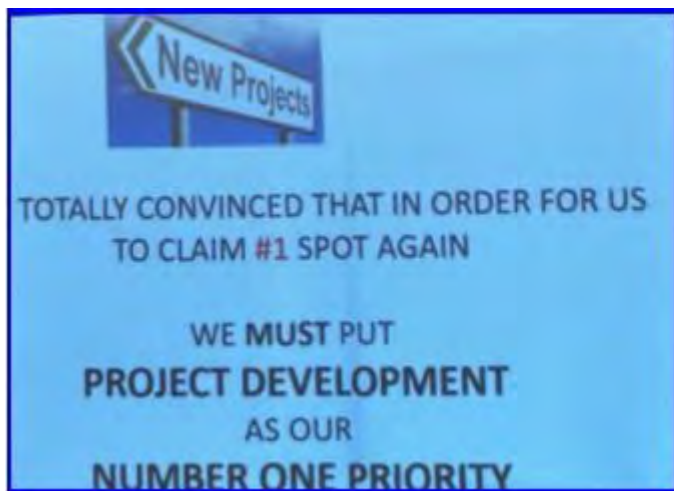 New Projects
TOTALLY CONVINCED THAT IN ORDER FOR US
TO CLAIM #1 SPOT AGAIN
WE MUST PUT
PROJECT DEVELOPMENT
AS OUR
NUMBER ONE PRIORITY